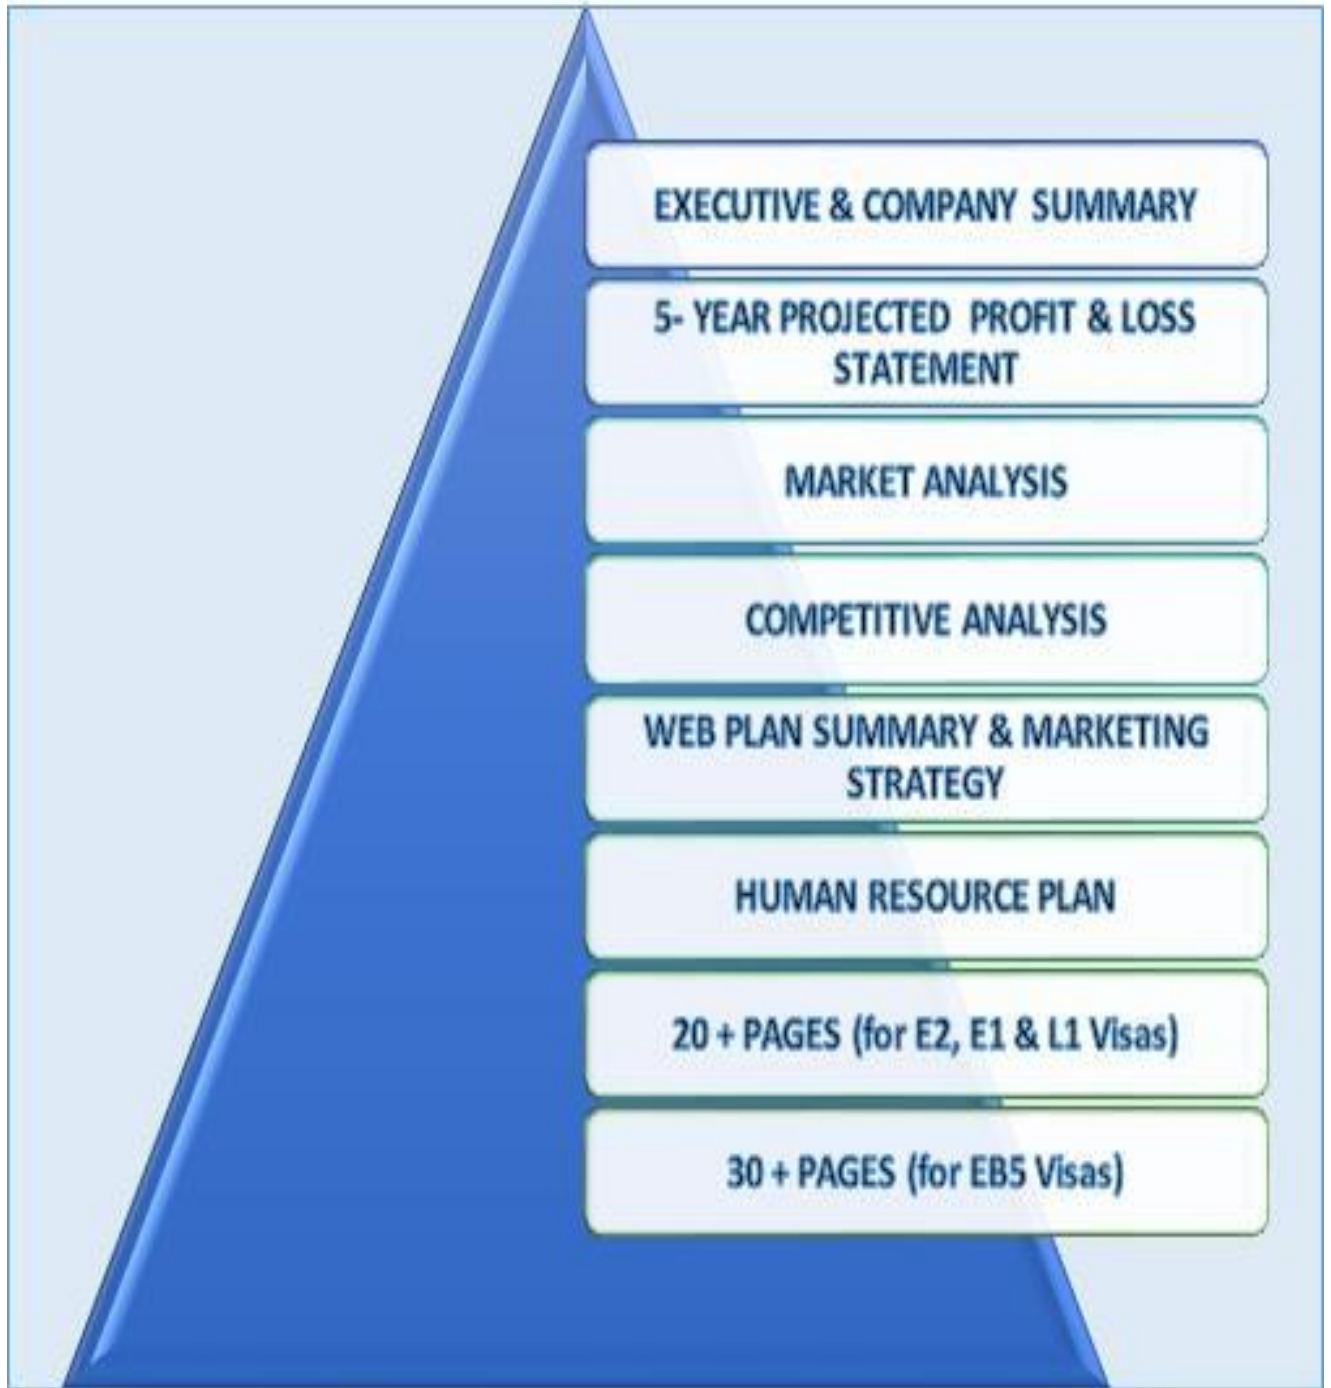 EXECUTIVE & COMPANY SUMMARY
5- YEAR PROJECTED PROFIT & LOSS
STATEMENT
MARKET ANALYSIS
COMPETITIVE ANALYSIS
WEB PLAN SUMMARY & MARKETING
STRATEGY
HUMAN RESOURCE PLAN
20 + PAGES (for E2, E1 & L1 Visas)
30 + PAGES (for EB5 Visas)